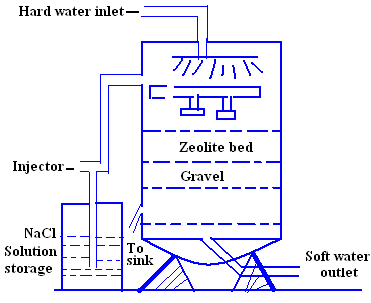 Hard water inlet
Zeolite bed
Injector
Gravel
NaCl
Solution
storage
To
sink
Soft water
outlet